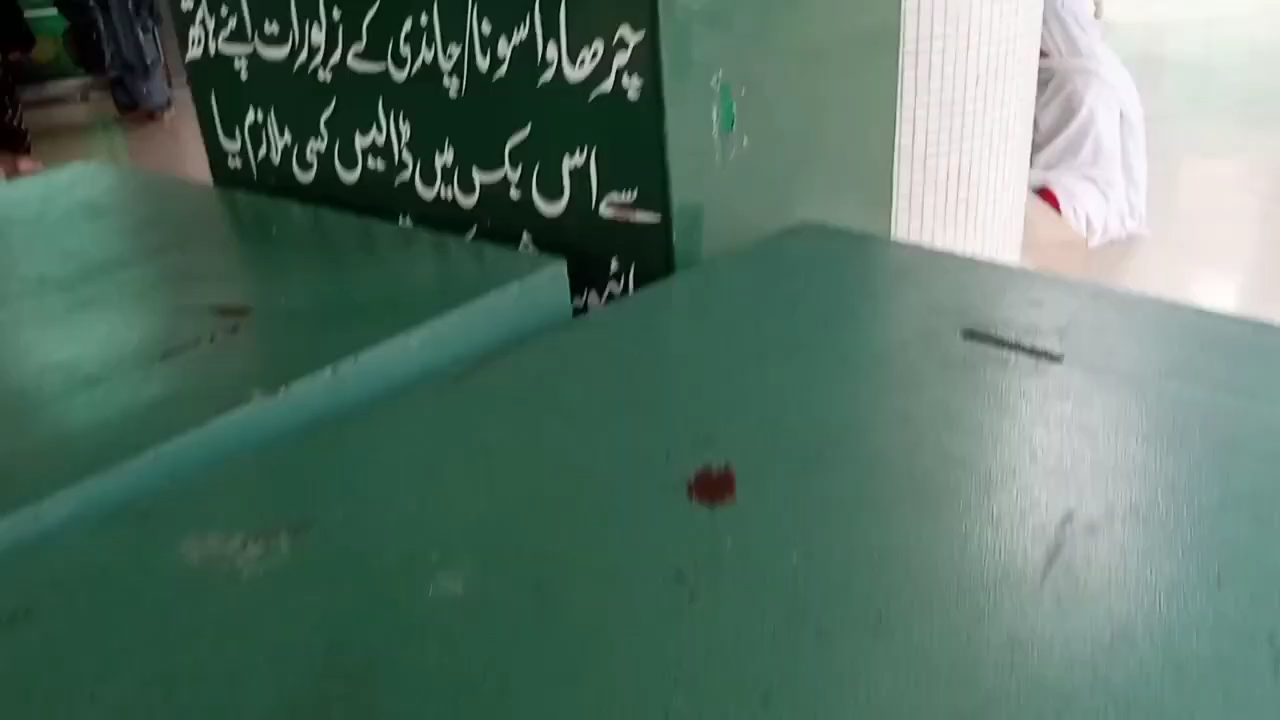 چڑھاوا سونا/چاندی کے زیورات اپنے ہاتھ
سے اس بکس میں ڈالیں کسی ملازم یا